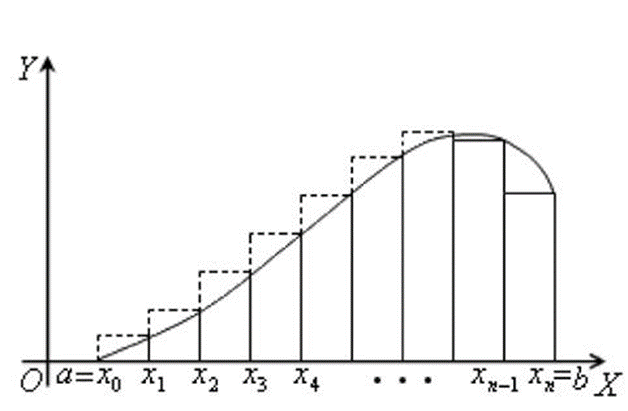 Y
O a=x₀ x₁ x₂ x₃ x₄ • • • xₙ₋₁ xₙ=b X